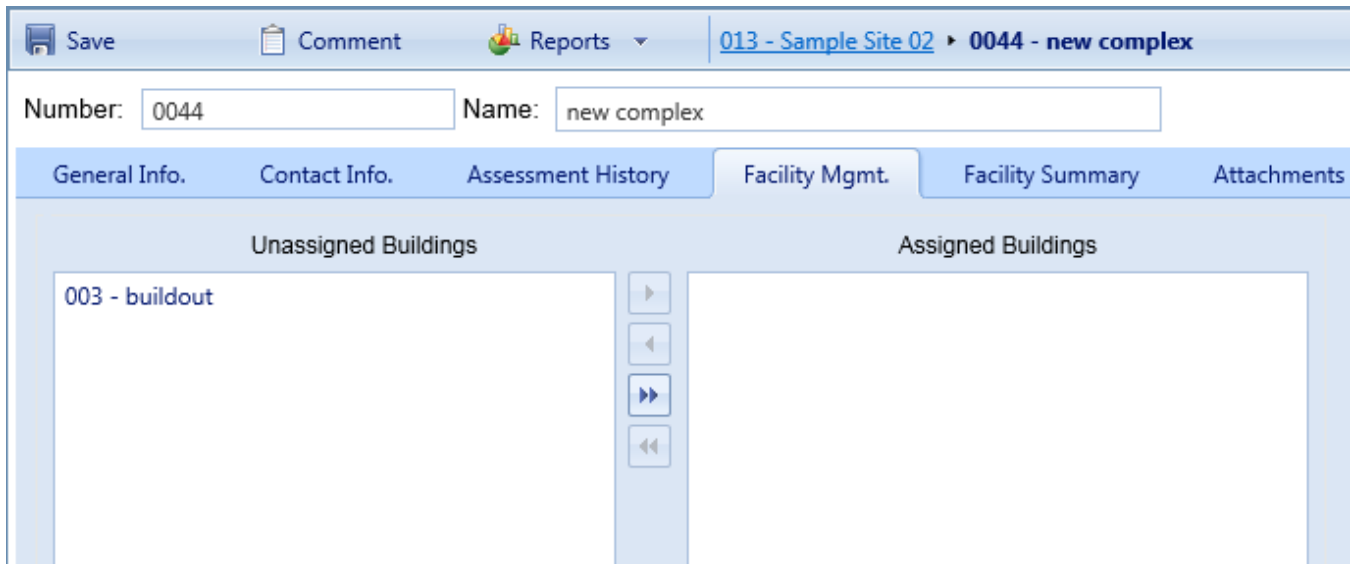 Save Comment Reports 013 - Sample Site 02 ▸ 0044 - new complex
Number: 0044 Name: new complex
General Info. Contact Info. Assessment History Facility Mgmt. Facility Summary Attachments
Unassigned Buildings Assigned Buildings
003 - buildout